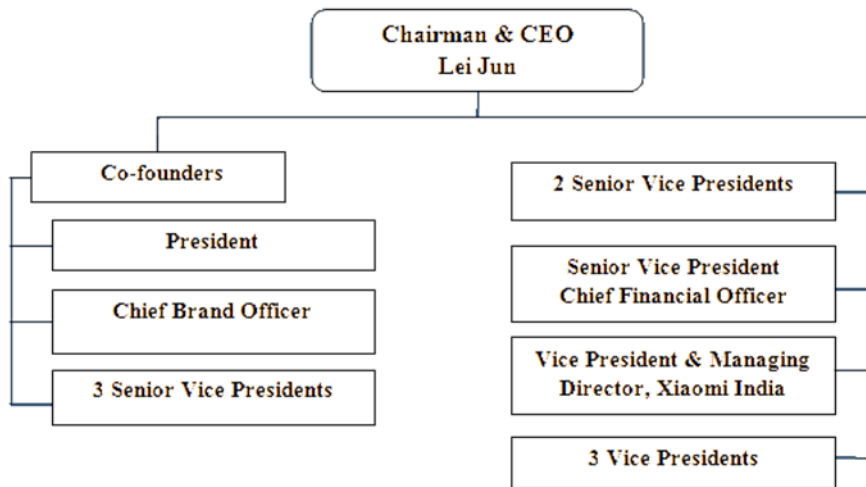 Chairman & CEO
Lei Jun
Co-founders
President
Chief Brand Officer
3 Senior Vice Presidents
2 Senior Vice Presidents
Senior Vice President
Chief Financial Officer
Vice President & Managing
Director, Xiaomi India
3 Vice Presidents